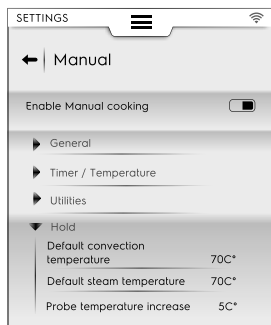 SETTINGS
Manual
Enable Manual cooking
General
Timer / Temperature
Utilities
Hold
Default convection
temperature 70C°
Default steam temperature 70C°
Probe temperature increase 5C°